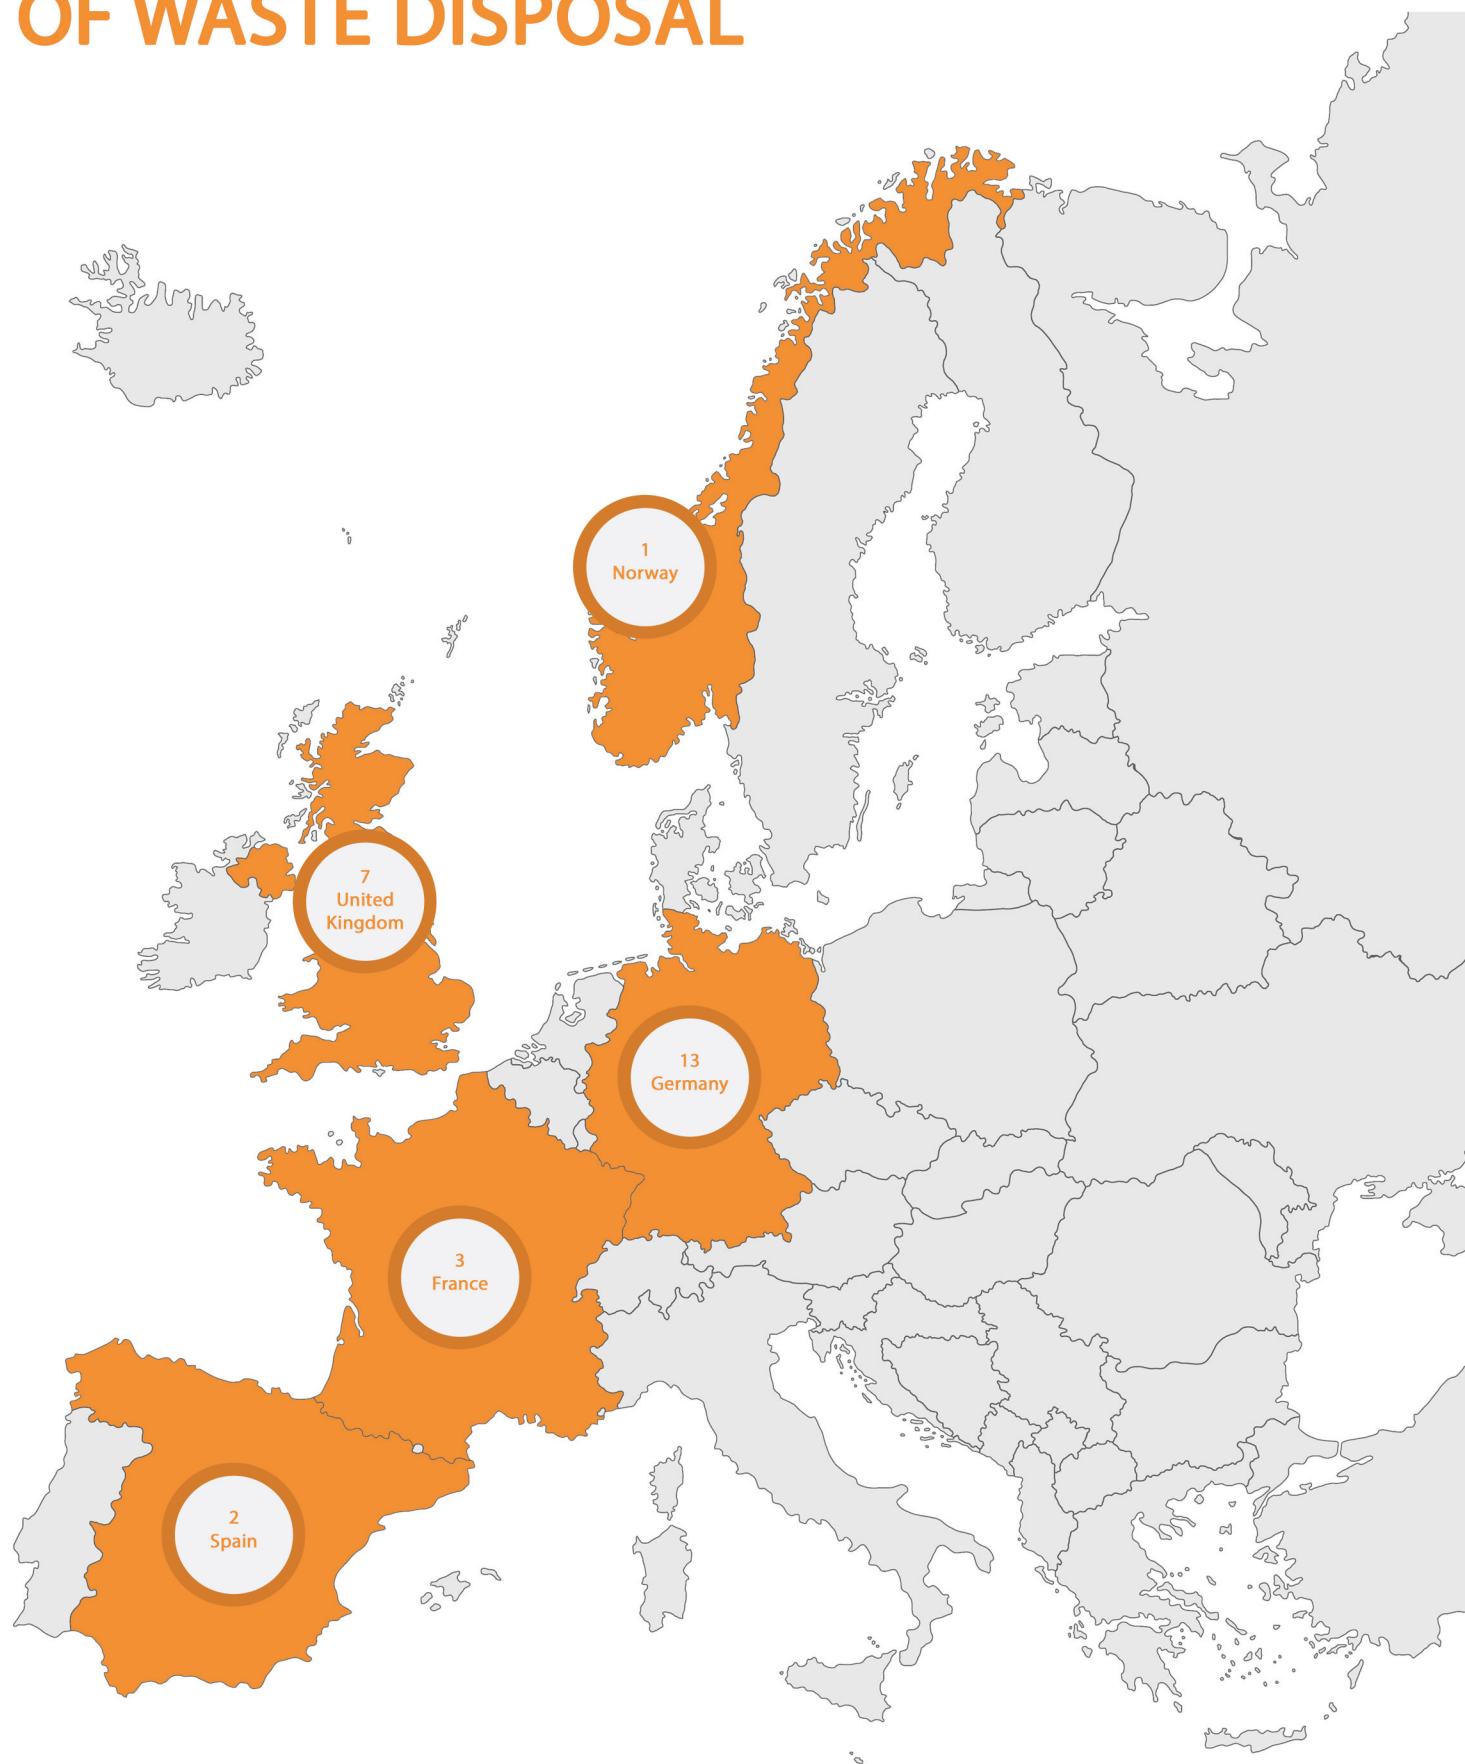 OF WASTE DISPOSAL
1
Norway
7
United
Kingdom
13
Germany
3
France
2
Spain